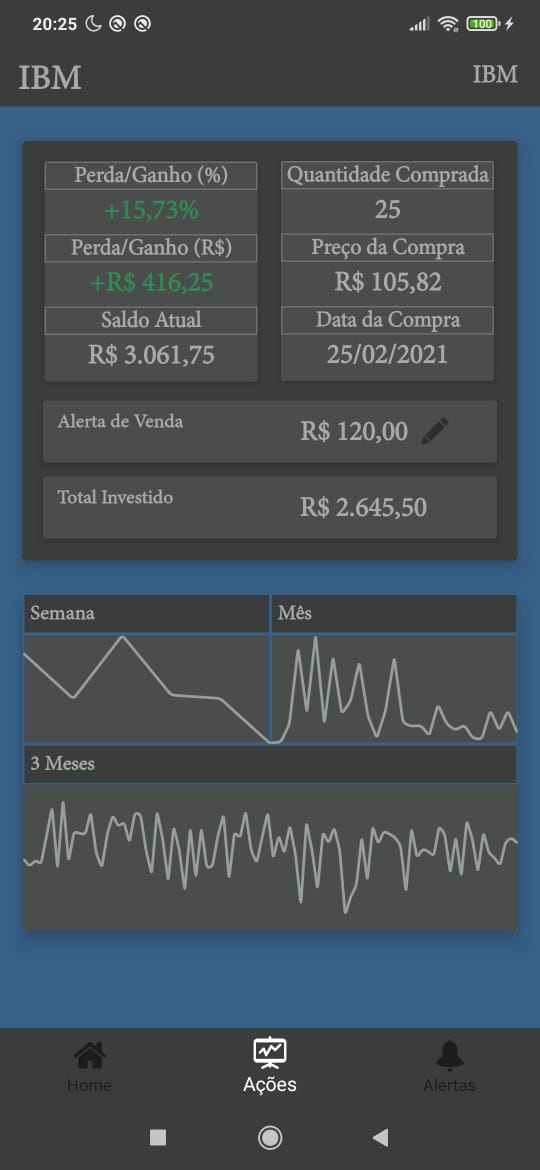 20:25
100
IBM
IBM
Perda/Ganho (%)
+15,73%
Perda/Ganho (R$)
+R$ 416,25
Saldo Atual
R$ 3.061,75
Quantidade Comprada
25
Preço da Compra
R$ 105,82
Data da Compra
25/02/2021
Alerta de Venda
R$ 120,00
Total Investido
R$ 2.645,50
Semana
Mês
3 Meses
Home
Ações
Alertas